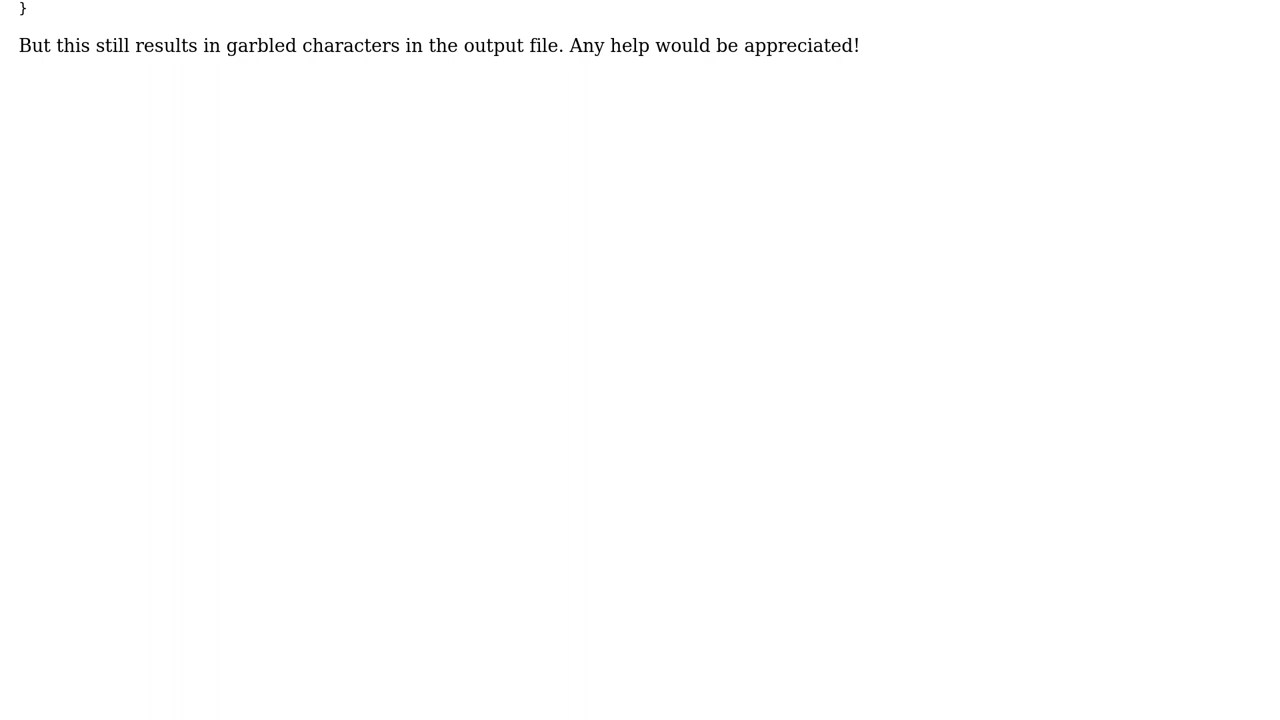 }
But this still results in garbled characters in the output file. Any help would be appreciated!